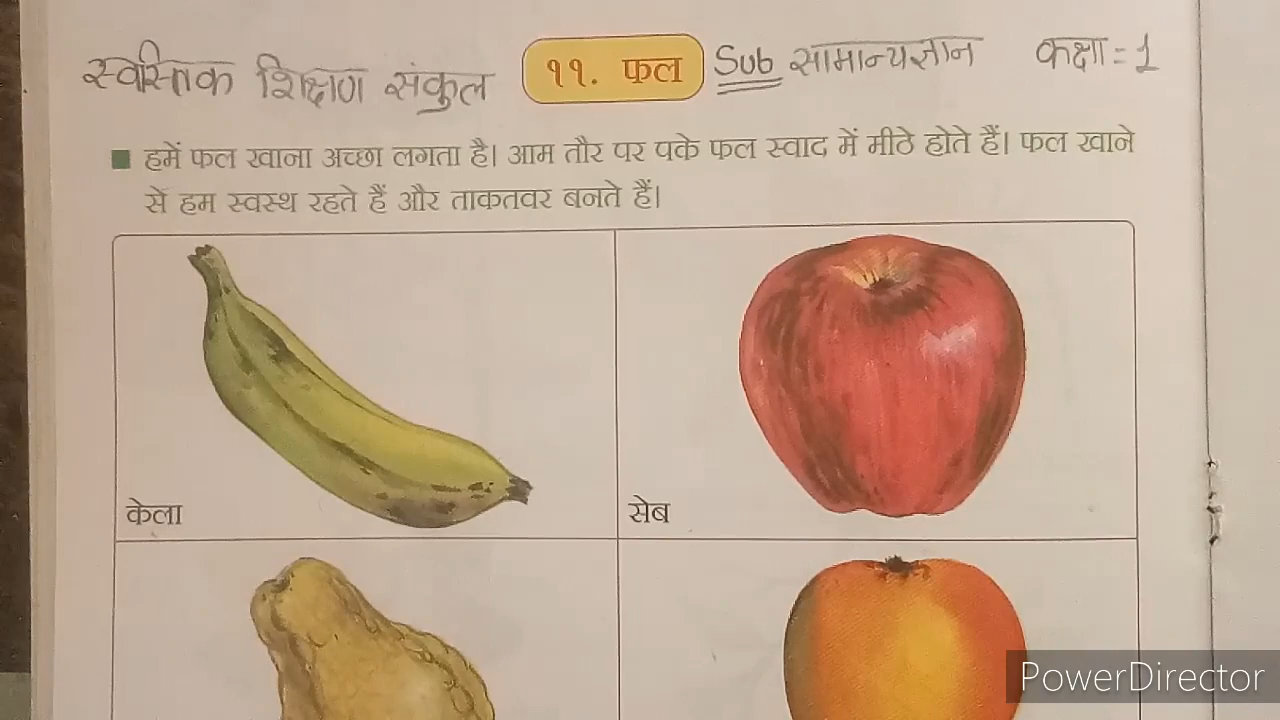 स्वस्तिक शिक्षण संकुल ११. फल Sub सामान्यज्ञान कक्षा = 1
हमें फल खाना अच्छा लगता है। आम तौर पर पके फल स्वाद में मीठे होते हैं। फल खाने
से हम स्वस्थ रहते हैं और ताकतवर बनते हैं।
केला सेब
PowerDirector